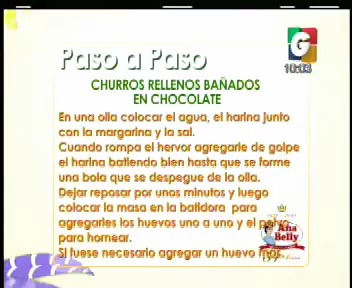 Paso a Paso
G
10:03
CHURROS RELLENOS BAÑADOS
EN CHOCOLATE
En una olla colocar el agua, el harina junto
con la margarina y la sal.
Cuando rompa el hervor agregarle de golpe
el harina batiendo bien hasta que se forme
una bola que se despegue de la olla.
Dejar reposar por unos minutos y luego
colocar la masa en la batidora para
agregarles los huevos uno a uno y el polvo
para hornear.
Si fuese necesario agregar un huevo mas.
Ana
Belly